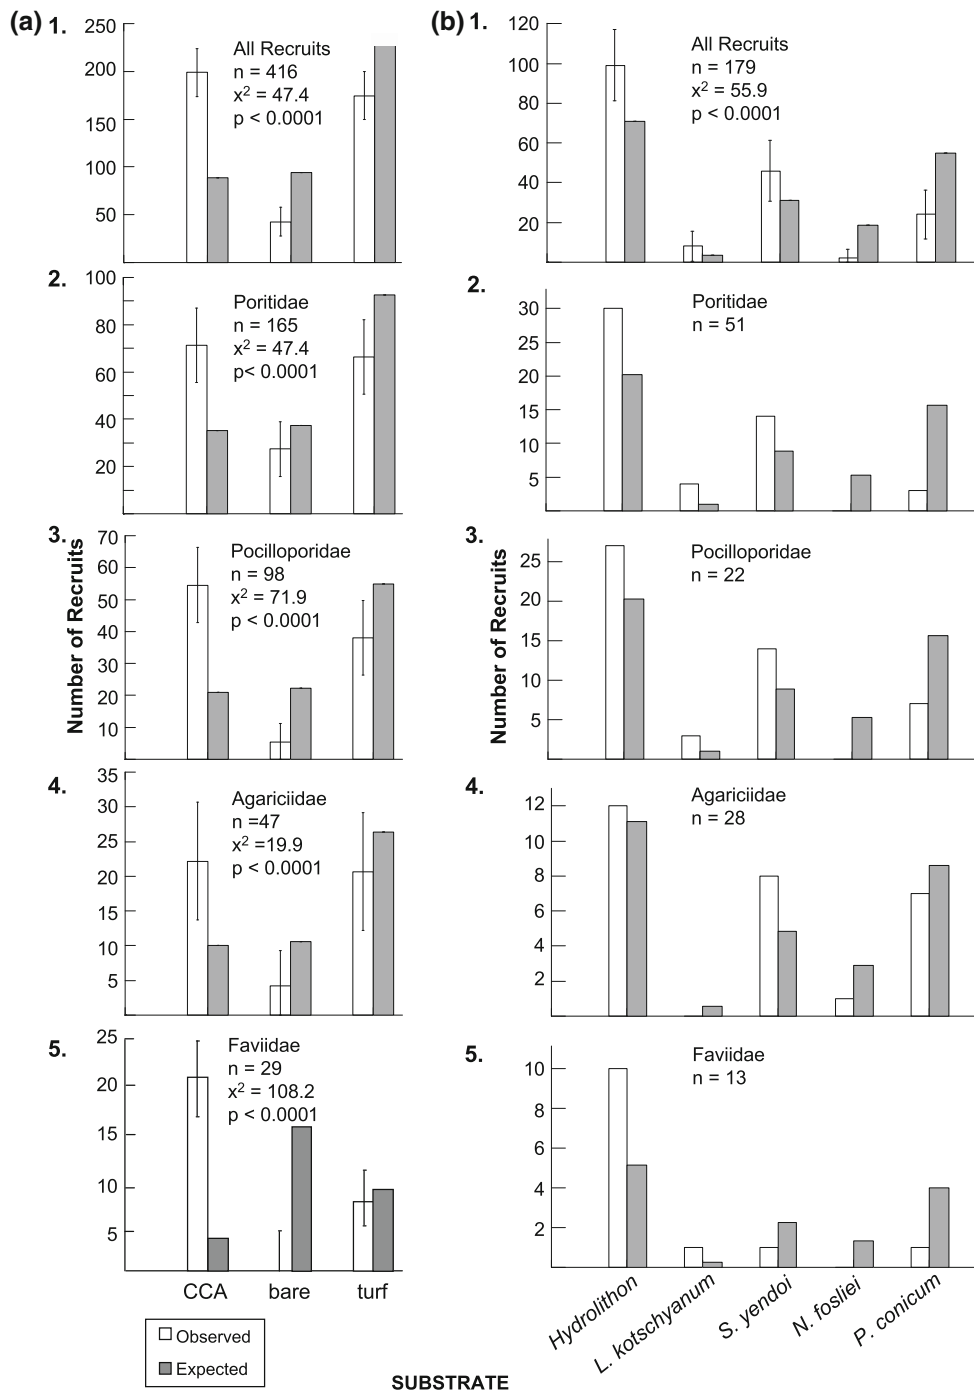 (a) 1.
250
200
150
100
50
All Recruits
n = 416
x² = 47.4
p < 0.0001
2.
100
80
60
40
20
Poritidae
n = 165
x² = 47.4
p< 0.0001
3.
70
60
50
40
30
20
10
Pocilloporidae
n = 98
x² = 71.9
p < 0.0001
Number of Recruits
4.
35
30
25
20
15
10
5
Agariciidae
n =47
x² =19.9
p < 0.0001
5.
25
20
15
10
5
Faviidae
n = 29
x² = 108.2
p < 0.0001
CCA bare turf
Observed
Expected
(b) 1.
120
100
80
60
40
20
All Recruits
n = 179
x² = 55.9
p < 0.0001
2.
30
25
20
15
10
5
Poritidae
n = 51
3.
25
20
15
10
5
Pocilloporidae
n = 22
Number of Recruits
4.
12
10
8
6
4
2
Agariciidae
n = 28
5.
10
8
6
4
2
Faviidae
n = 13
Hydrolithon
L. kotschyanum
S. yendoi
N. fosliei
P. conicum
SUBSTRATE